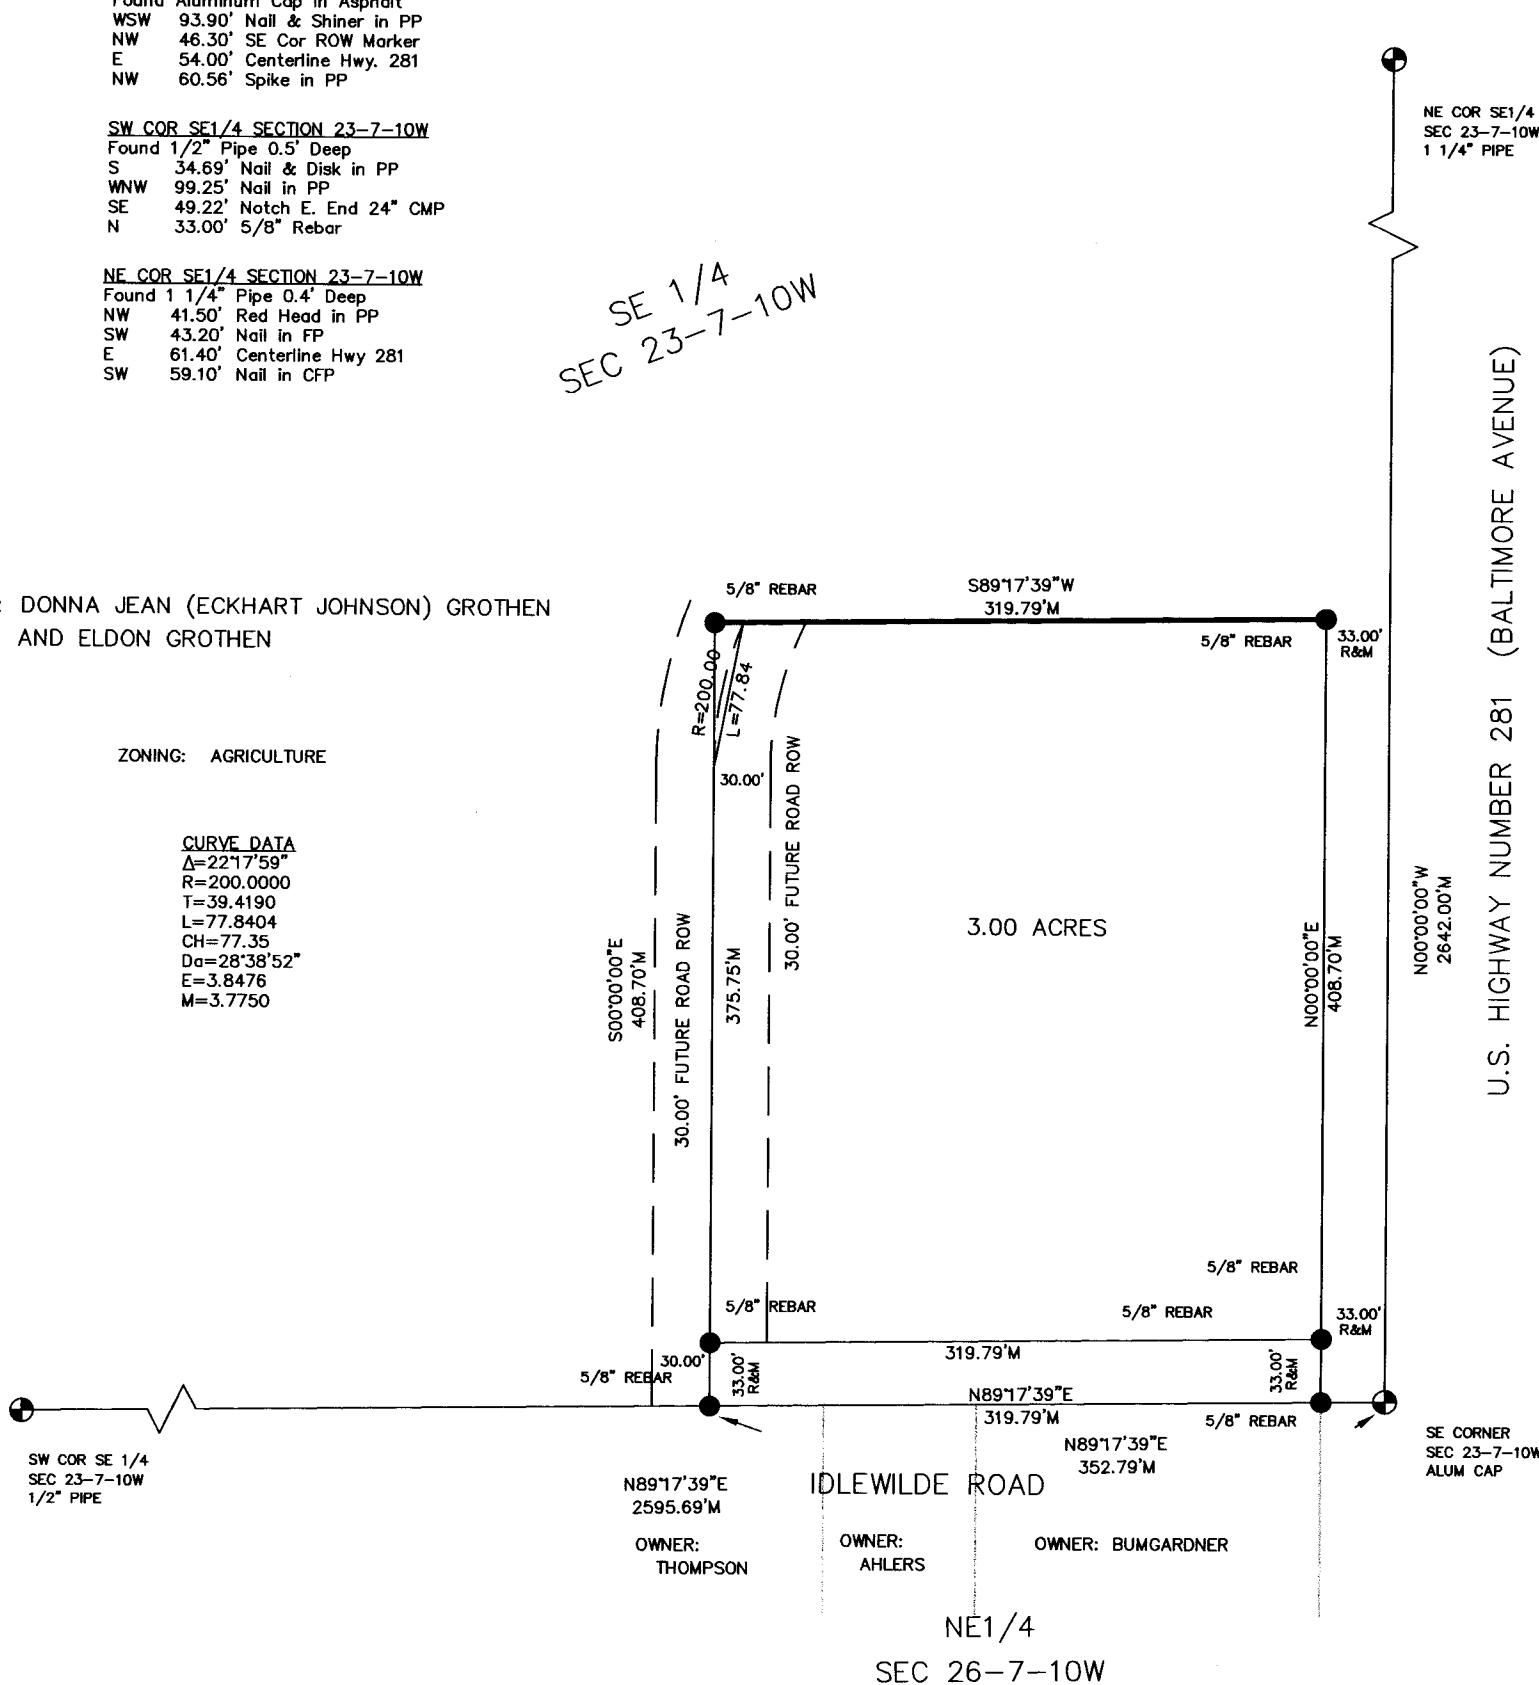 Found Aluminum Cap in Asphalt
WSW 93.90' Nail & Shiner in PP
NW 46.30' SE Cor ROW Marker
E 54.00' Centerline Hwy. 281
NW 60.56' Spike in PP
SW COR SE1/4 SECTION 23-7-10W
Found 1/2" Pipe 0.5' Deep
S 34.69' Nail & Disk in PP
WNW 99.25' Nail in PP
SE 49.22' Notch E. End 24" CMP
N 33.00' 5/8" Rebar
NE COR SE1/4 SECTION 23-7-10W
Found 1 1/4" Pipe 0.4' Deep
NW 41.50' Red Head in PP
SW 43.20' Nail in FP
E 61.40' Centerline Hwy 281
SW 59.10' Nail in CFP
NE COR SE1/4
SEC 23-7-10W
1 1/4" PIPE
SE 1/4
SEC 23-7-10W
U.S. HIGHWAY NUMBER 281 (BALTIMORE AVENUE)
: DONNA JEAN (ECKHART JOHNSON) GROTHEN
AND ELDON GROTHEN
5/8" REBAR
S89°17'39"W
319.79'M
5/8" REBAR
33.00'
R&M
R=200.00
L=77.84
30.00'
ZONING: AGRICULTURE
CURVE DATA
Δ=22°17'59"
R=200.0000
T=39.4190
L=77.8404
CH=77.35
Da=28°38'52"
E=3.8476
M=3.7750
S00°00'00"E
408.70'M
30.00' FUTURE ROAD ROW
375.75'M
30.00' FUTURE ROAD ROW
3.00 ACRES
N00°00'00"E
408.70'M
N00°00'00"W
2642.00'M
5/8" REBAR
5/8" REBAR
5/8" REBAR
33.00'
R&M
319.79'M
30.00'
33.00'
R&M
33.00'
R&M
5/8" REBAR
N89°17'39"E
319.79'M
5/8" REBAR
N89°17'39"E
352.79'M
SW COR SE 1/4
SEC 23-7-10W
1/2" PIPE
SE CORNER
SEC 23-7-10W
ALUM CAP
N89°17'39"E
2595.69'M
IDLEWILDE ROAD
OWNER:
THOMPSON
OWNER:
AHLERS
OWNER: BUMGARDNER
NE1/4
SEC 26-7-10W